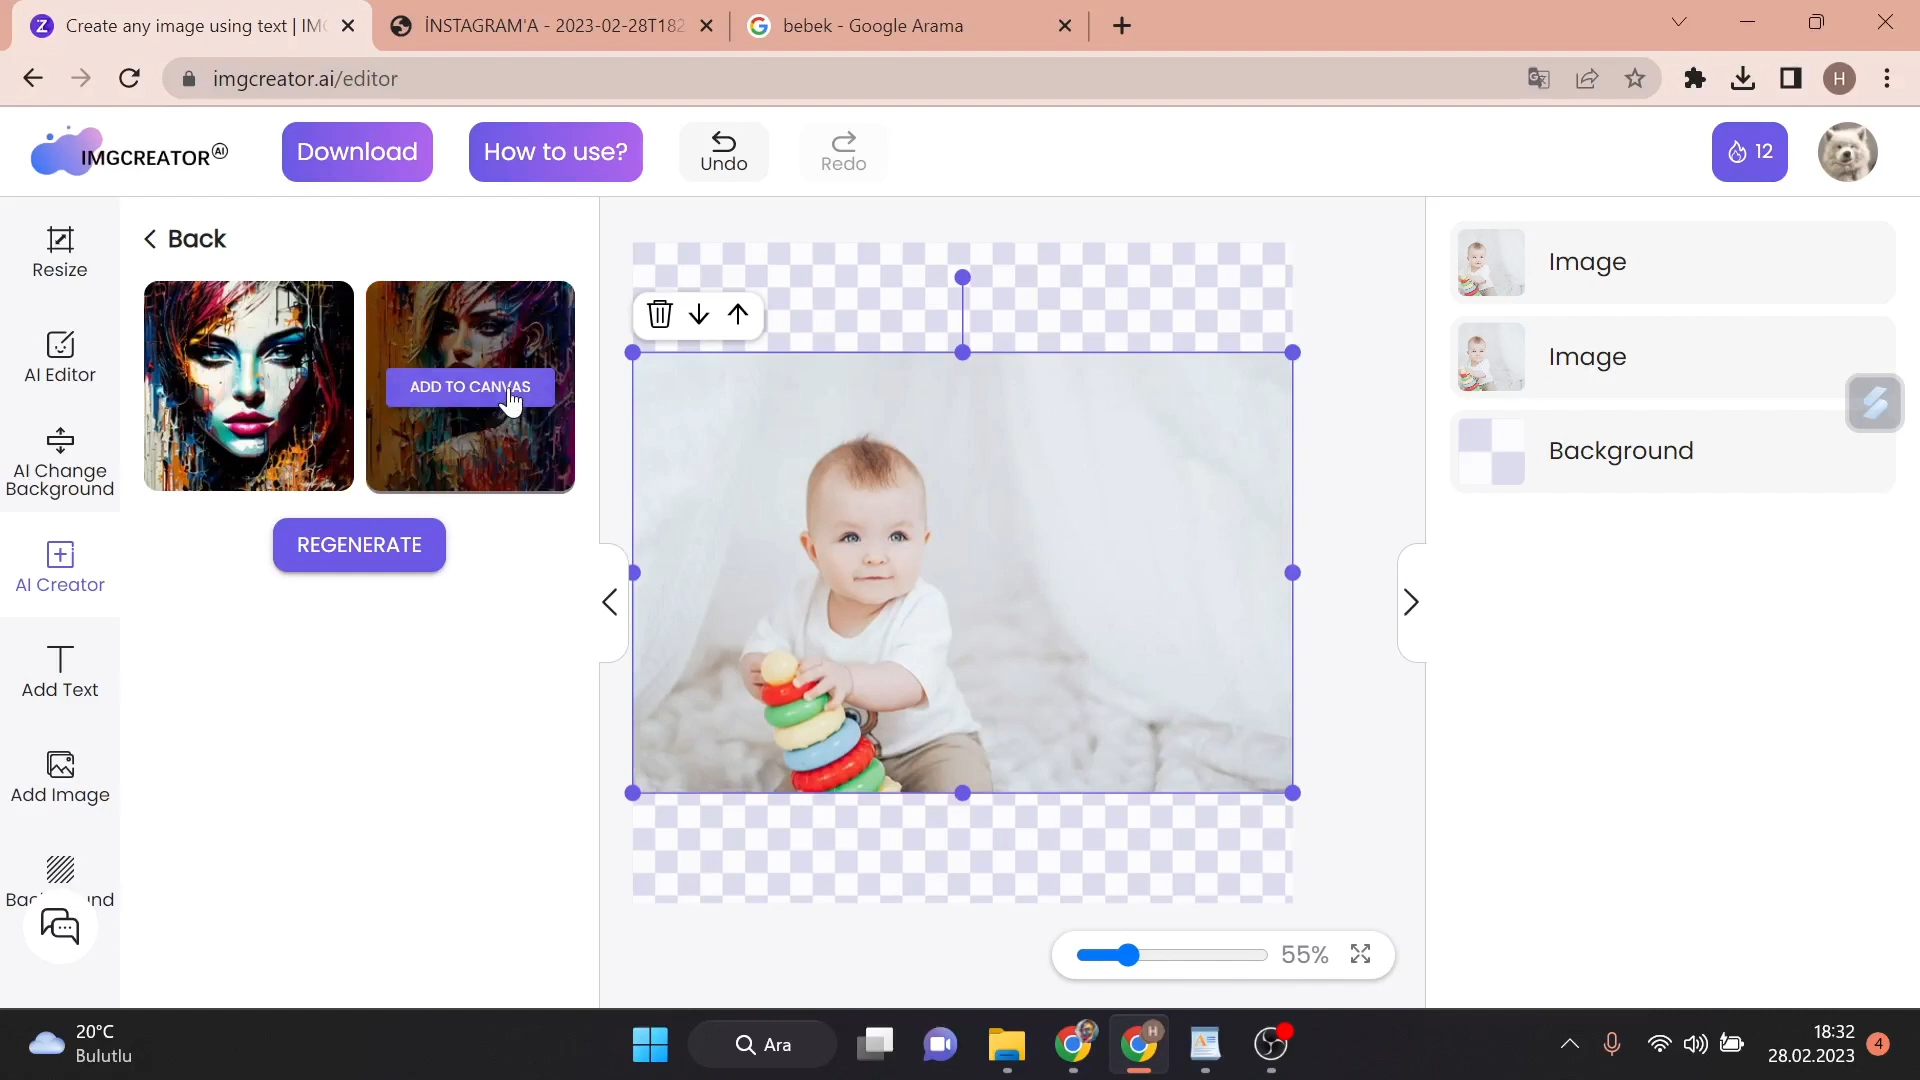 Create any image using text | IM
İNSTAGRAM'A - 2023-02-28T182
bebek - Google Arama
imgcreator.ai/editor
H
IMGCREATOR AI
Download
How to use?
Undo
Redo
12
Resize
AI Editor
AI Change
Background
AI Creator
Add Text
Add Image
Back
ADD TO CANVAS
REGENERATE
Image
Image
Background
55%
20°C
Bulutlu
Ara
H
18:32
28.02.2023
4